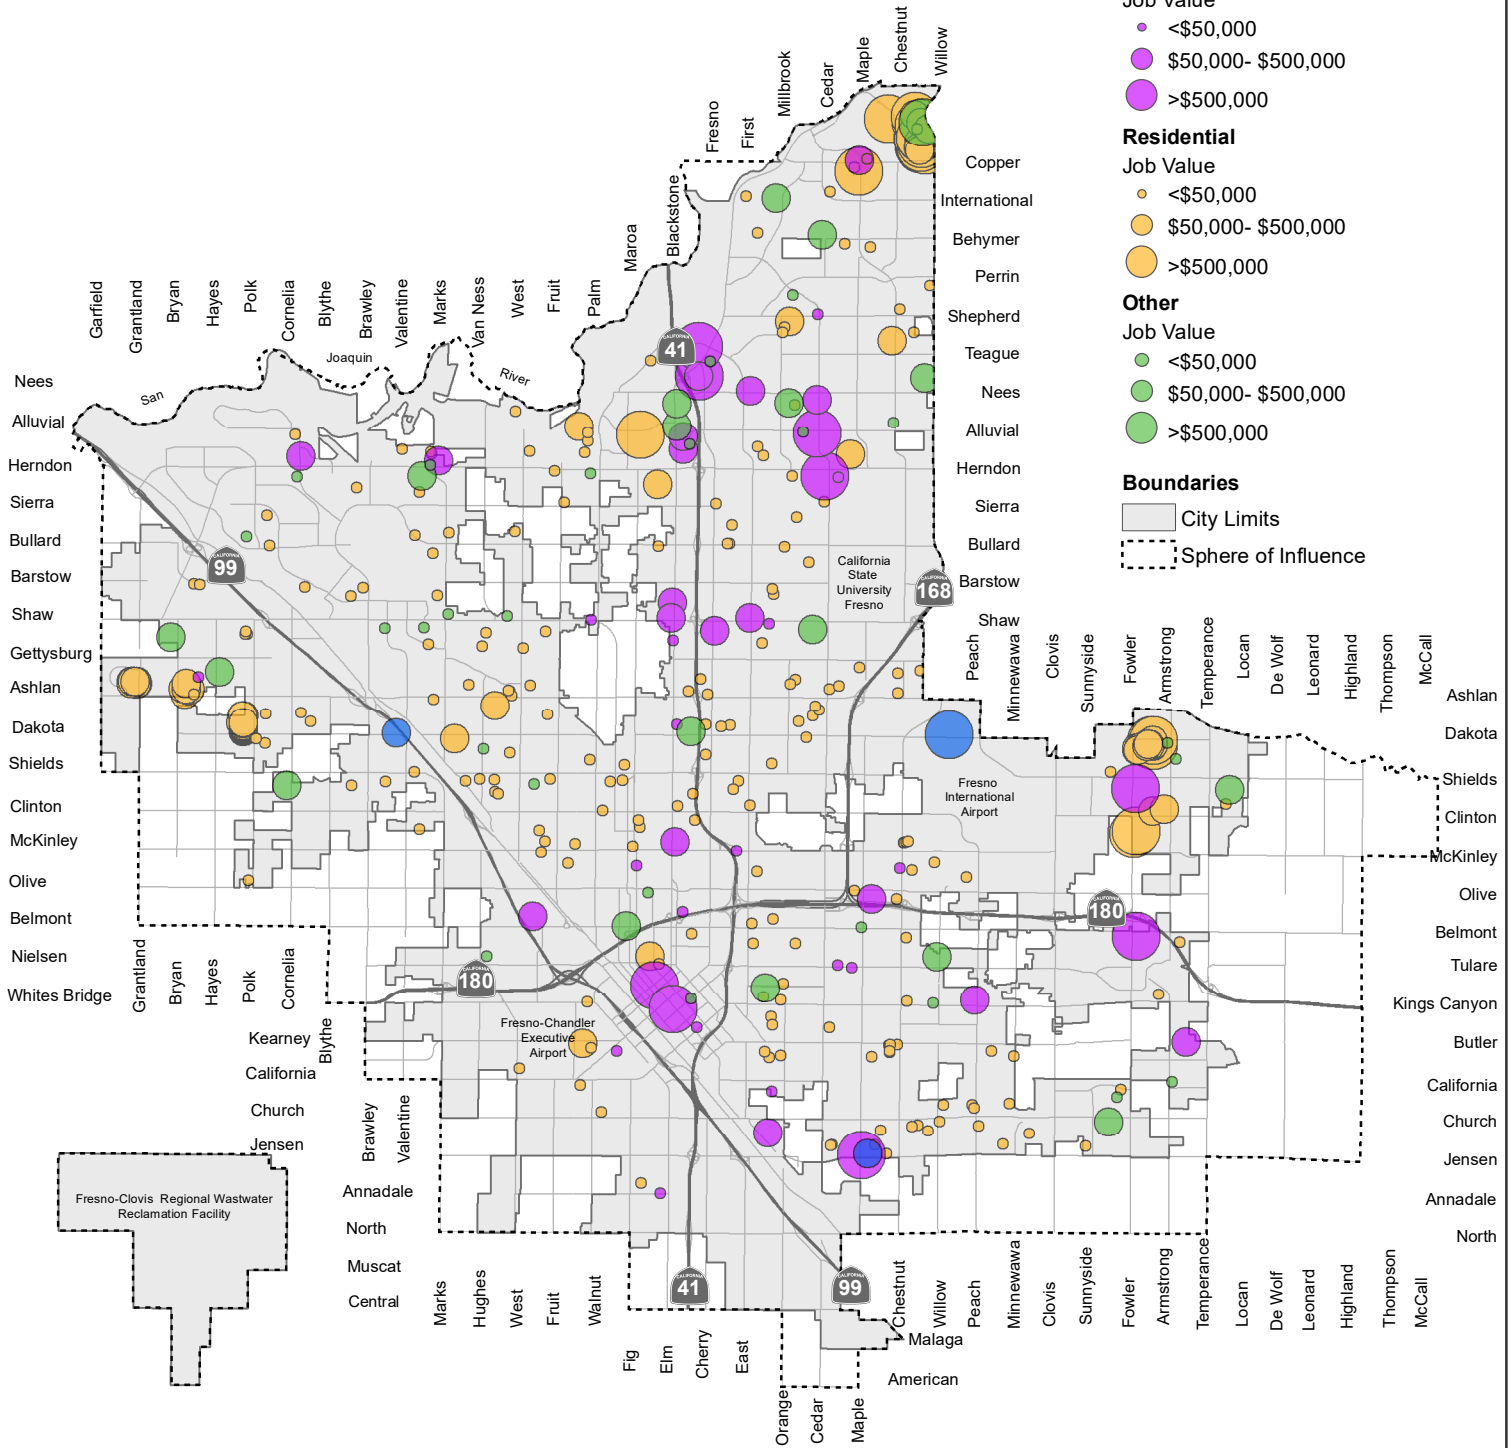 Job Value
<$50,000
$50,000- $500,000
>$500,000
Residential
Job Value
<$50,000
$50,000- $500,000
>$500,000
Other
Job Value
<$50,000
$50,000- $500,000
>$500,000
Boundaries
City Limits
Sphere of Influence
Garfield
Grantland
Bryan
Hayes
Polk
Cornelia
Blythe
Brawley
Valentine
Marks
Van Ness
West
Fruit
Palm
Maroa
Blackstone
Fresno
First
Millbrook
Cedar
Maple
Chestnut
Willow
San
Joaquin
River
Nees
Alluvial
Herndon
Sierra
Bullard
Barstow
Shaw
Gettysburg
Ashlan
Dakota
Shields
Clinton
McKinley
Olive
Belmont
Nielsen
Whites Bridge
Copper
International
Behymer
Perrin
Shepherd
Teague
Nees
Alluvial
Herndon
Sierra
Bullard
Barstow
Shaw
CALIFORNIA
41
CALIFORNIA
99
CALIFORNIA
168
California
State
University
Fresno
Peach
Minnewawa
Clovis
Sunnyside
Fowler
Armstrong
Temperance
Locan
De Wolf
Leonard
Highland
Thompson
McCall
Ashlan
Dakota
Shields
Clinton
McKinley
Olive
Belmont
Tulare
Kings Canyon
Butler
California
Church
Jensen
Annadale
North
Fresno
International
Airport
CALIFORNIA
180
CALIFORNIA
180
Fresno-Chandler
Executive
Airport
Grantland
Bryan
Hayes
Polk
Cornelia
Blythe
Kearney
California
Church
Jensen
Brawley
Valentine
Annadale
North
Muscat
Central
Fresno-Clovis Regional Wastwater
Reclamation Facility
Marks
Hughes
West
Fruit
Walnut
Fig
Elm
Cherry
East
Orange
Cedar
Maple
CALIFORNIA
41
CALIFORNIA
99
Chestnut
Willow
Peach
Minnewawa
Clovis
Sunnyside
Fowler
Armstrong
Temperance
Locan
De Wolf
Leonard
Highland
Thompson
McCall
Malaga
American